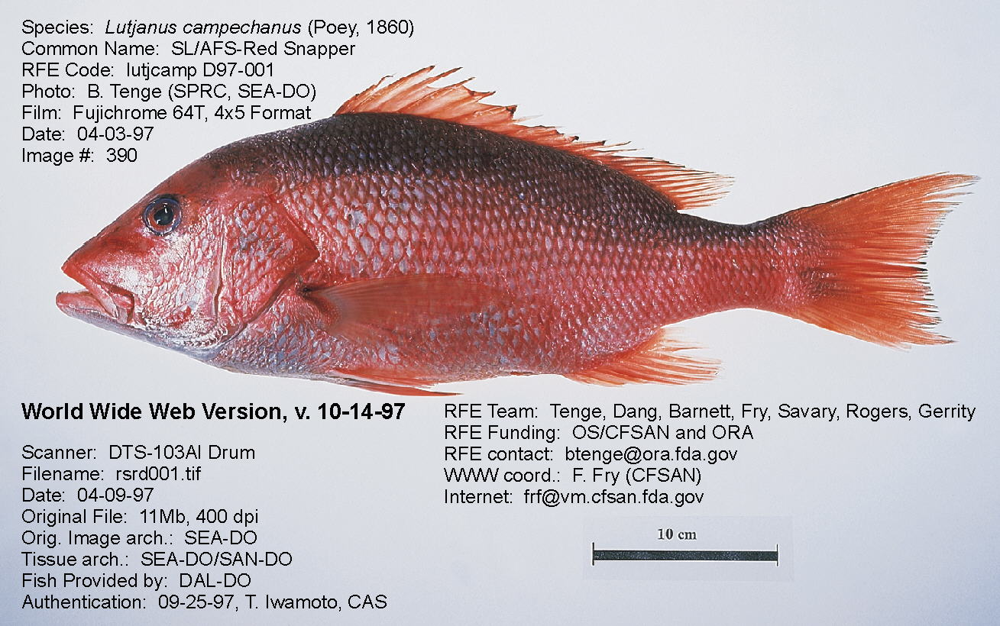 Species: Lutjanus campechanus (Poey, 1860)
Common Name: SL/AFS-Red Snapper
RFE Code: lutjcamp D97-001
Photo: B. Tenge (SPRC, SEA-DO)
Film: Fujichrome 64T, 4x5 Format
Date: 04-03-97
Image #: 390
World Wide Web Version, v. 10-14-97
Scanner: DTS-103AI Drum
Filename: rsrd001.tif
Date: 04-09-97
Original File: 11Mb, 400 dpi
Orig. Image arch.: SEA-DO
Tissue arch.: SEA-DO/SAN-DO
Fish Provided by: DAL-DO
Authentication: 09-25-97, T. Iwamoto, CAS
RFE Team: Tenge, Dang, Barnett, Fry, Savary, Rogers, Gerrity
RFE Funding: OS/CFSAN and ORA
RFE contact: btenge@ora.fda.gov
WWW coord.: F. Fry (CFSAN)
Internet: frf@vm.cfsan.fda.gov
10 cm